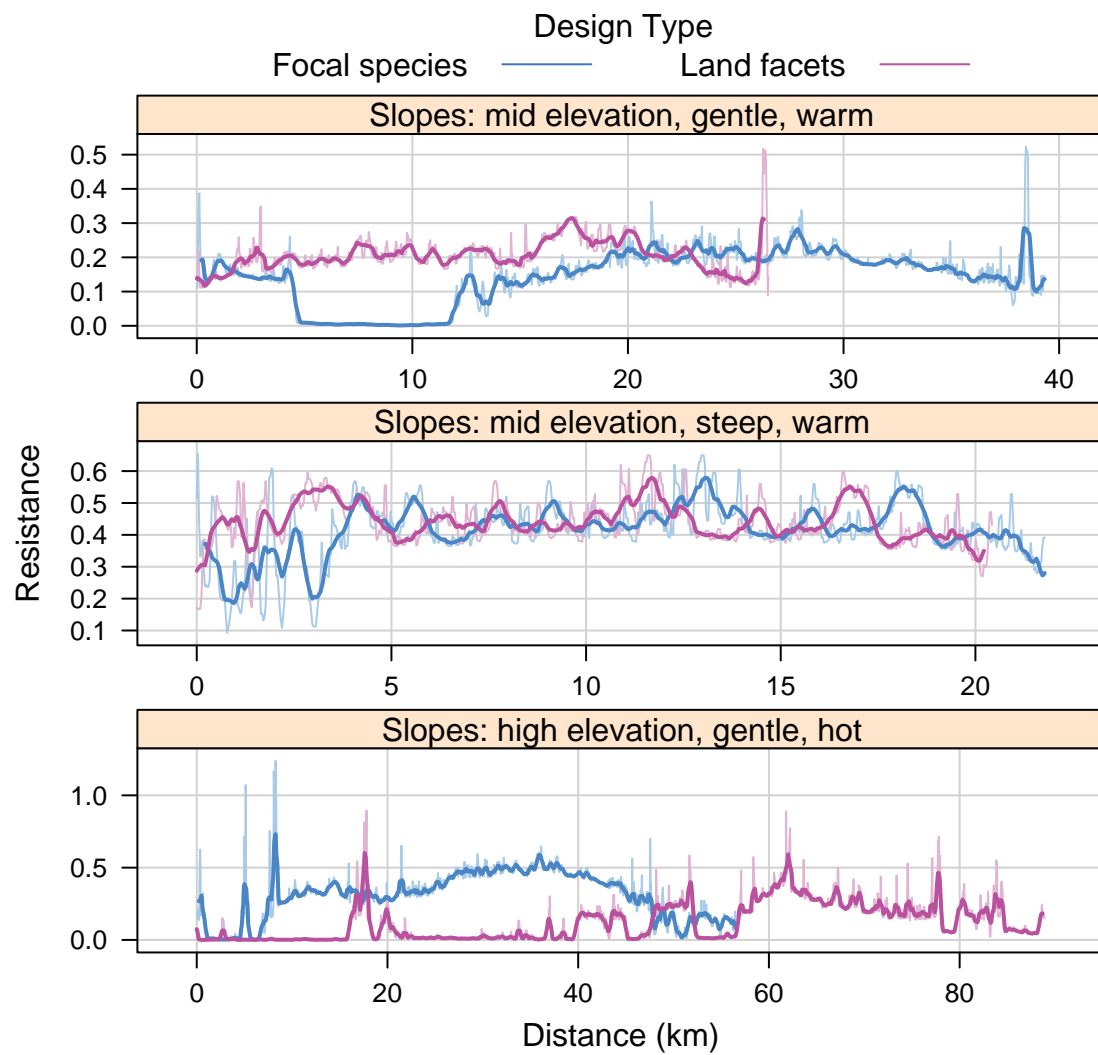 Design Type
Focal species Land facets
Slopes: mid elevation, gentle, warm
0.5
0.4
0.3
0.2
0.1
0.0
0 10 20 30 40
Slopes: mid elevation, steep, warm
0.6
0.5
0.4
0.3
0.2
0.1
0 5 10 15 20
Resistance
Slopes: high elevation, gentle, hot
1.0
0.5
0.0
0 20 40 60 80
Distance (km)